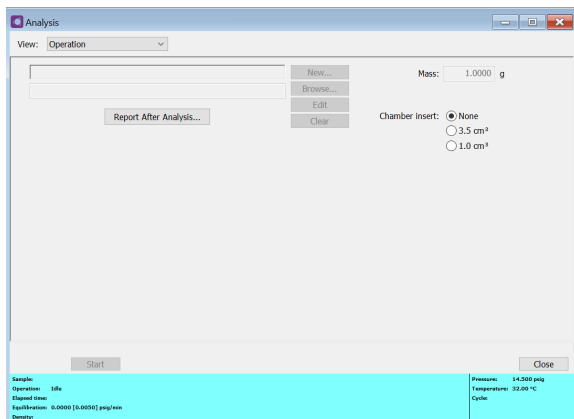 Analysis
View: Operation
New...
Mass: 1.0000 g
Browse...
Edit
Report After Analysis...
Clear
Chamber insert: None
3.5 cm³
1.0 cm³
Start
Close
Sample:
Pressure: 14.500 psig
Operation: Idle
Temperature: 32.00 °C
Elapsed time:
Cycle:
Equilibration: 0.0000 [0.0050] psig/min
Density: